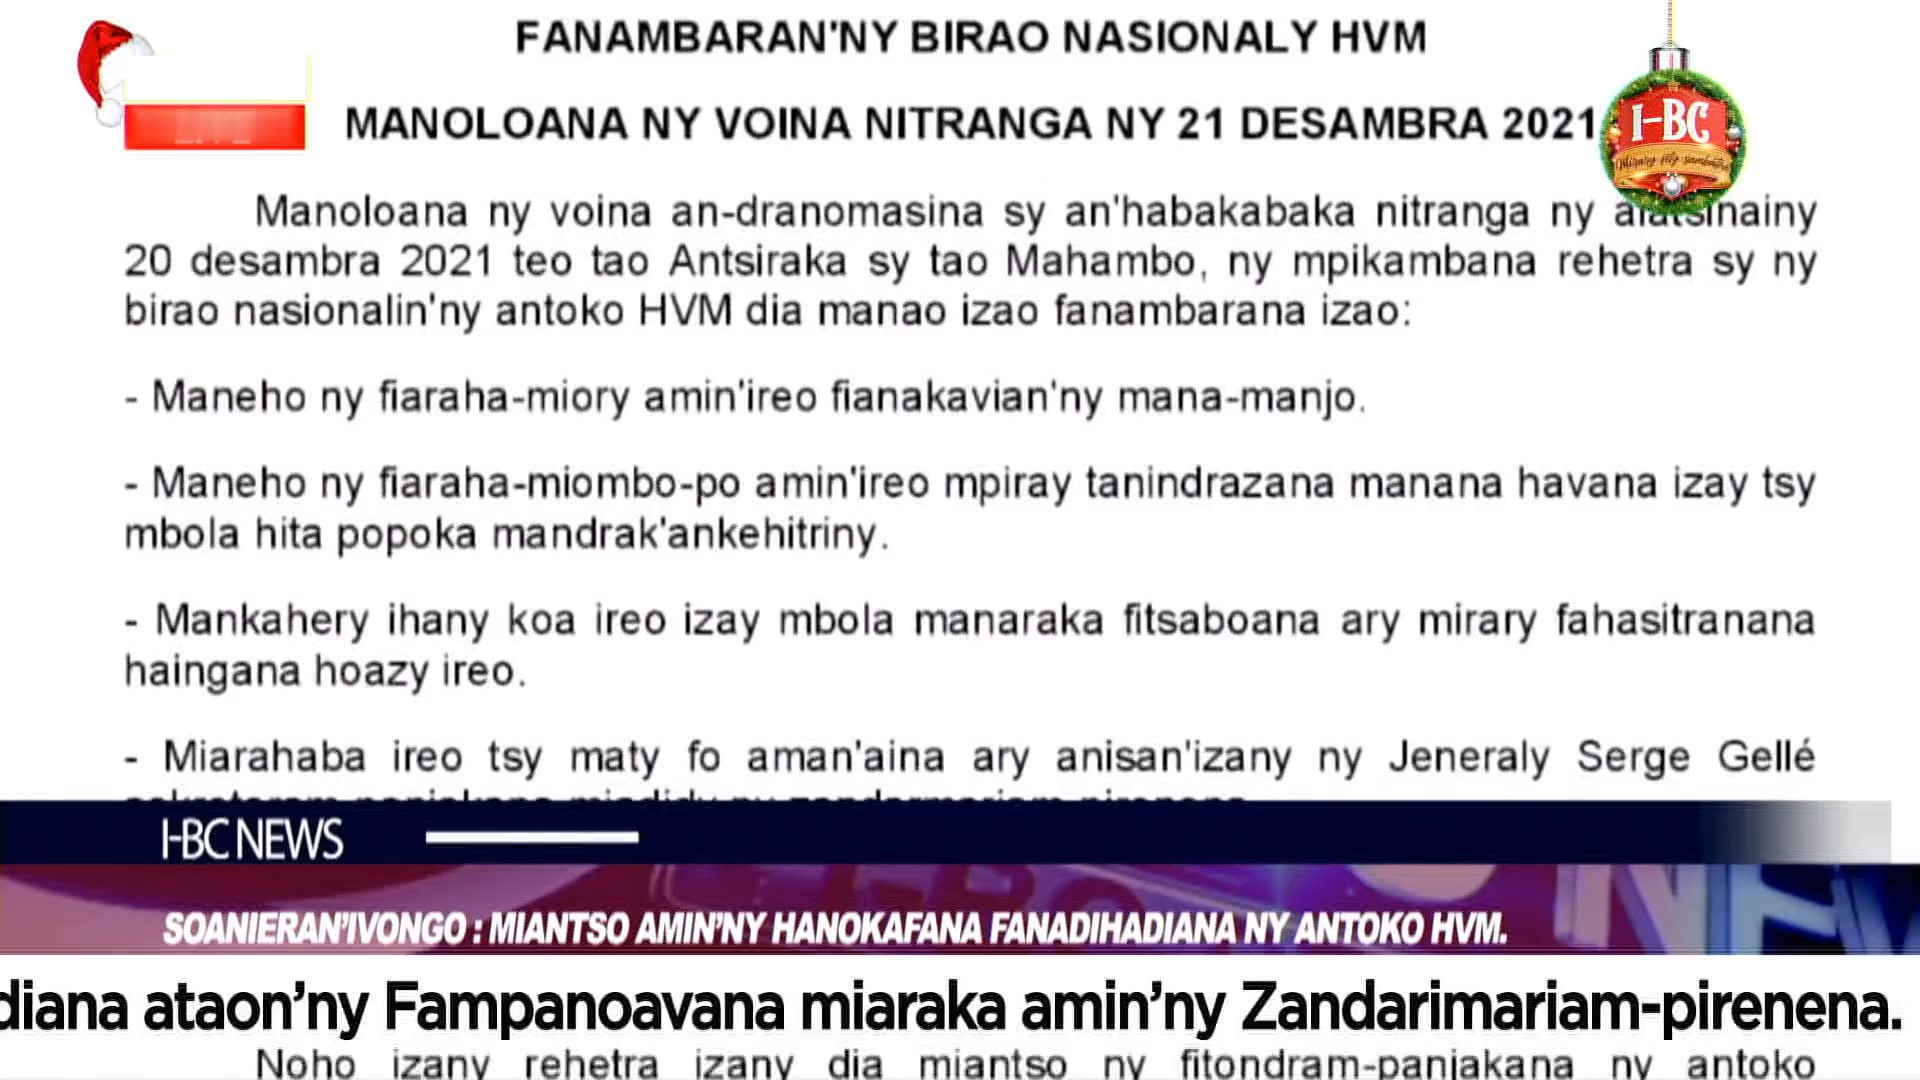 FANAMBARAN'NY BIRAO NASIONALY HVM
MANOLOANA NY VOINA NITRANGA NY 21 DESAMBRA 2021
I-BC
Manoloana ny voina an-dranomasina sy an'habakabaka nitranga ny alatsinainy
20 desambra 2021 teo tao Antsiraka sy tao Mahambo, ny mpikambana rehetra sy ny
birao nasionalin'ny antoko HVM dia manao izao fanambarana izao:
- Maneho ny fiaraha-miory amin'ireo fianakavian'ny mana-manjo.
- Maneho ny fiaraha-miombo-po amin'ireo mpiray tanindrazana manana havana izay tsy
mbola hita popoka mandrak'ankehitriny.
- Mankahery ihany koa ireo izay mbola manaraka fitsaboana ary mirary fahasitranana
haingana hoazy ireo.
- Miarahaba ireo tsy maty fo aman'aina ary anisan'izany ny Jeneraly Serge Gellé
I-BC NEWS
SOANIERAN'IVONGO : MIANTSO AMIN'NY HANOKAFANA FANADIHADIANA NY ANTOKO HVM.
diana ataon'ny Fampanoavana miaraka amin'ny Zandarimariam-pirenena.
Noho izany rehetra izany dia miantso ny fitondram-panjakana ny antoko